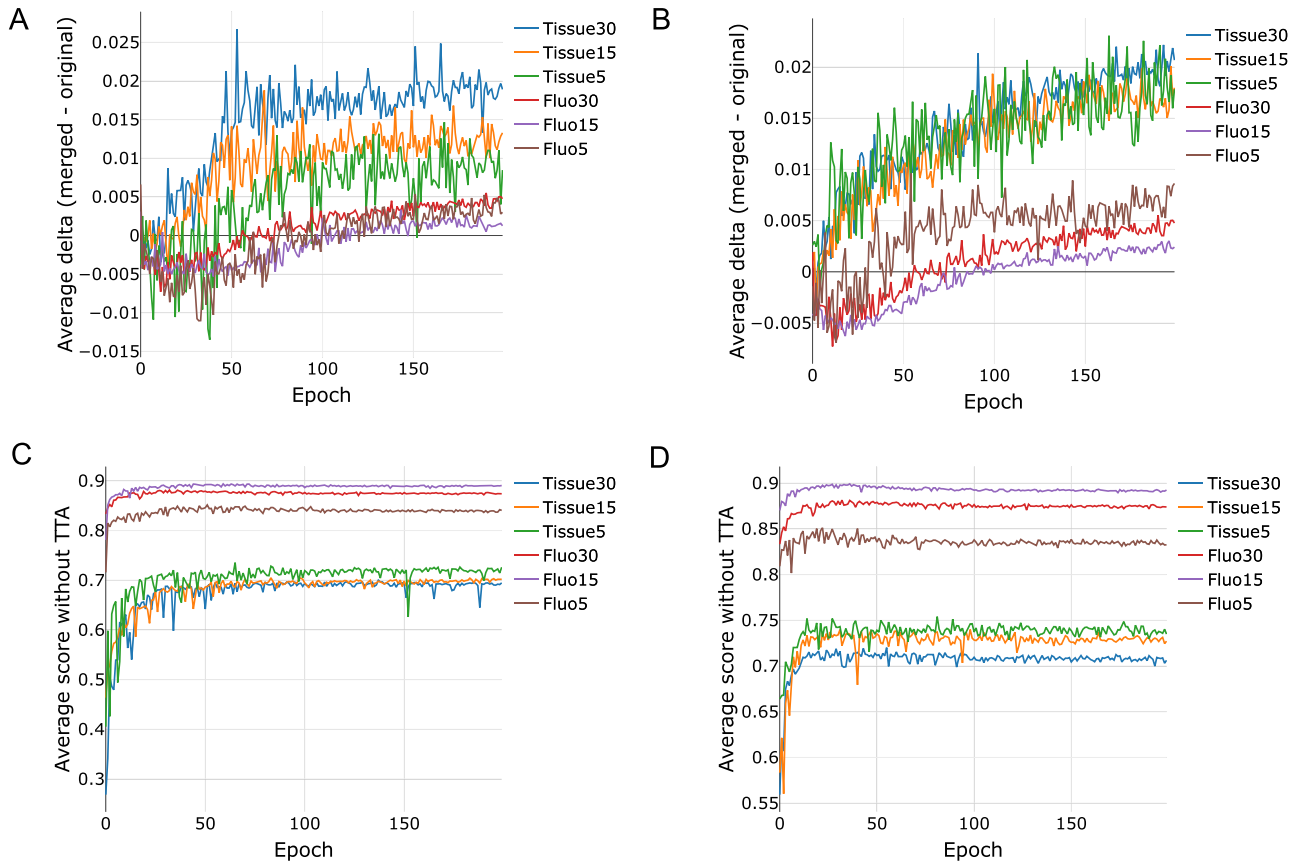 A
Average delta (merged - original)
0.025
0.02
0.015
0.01
0.005
0
−0.005
−0.01
−0.015
0
50
100
150
Epoch
Tissue30
Tissue15
Tissue5
Fluo30
Fluo15
Fluo5
B
Average delta (merged - original)
0.02
0.015
0.01
0.005
0
−0.005
0
50
100
150
Epoch
Tissue30
Tissue15
Tissue5
Fluo30
Fluo15
Fluo5
C
Average score without TTA
0.9
0.8
0.7
0.6
0.5
0.4
0.3
0
50
100
150
Epoch
Tissue30
Tissue15
Tissue5
Fluo30
Fluo15
Fluo5
D
Average score without TTA
0.9
0.85
0.8
0.75
0.7
0.65
0.6
0.55
0
50
100
150
Epoch
Tissue30
Tissue15
Tissue5
Fluo30
Fluo15
Fluo5